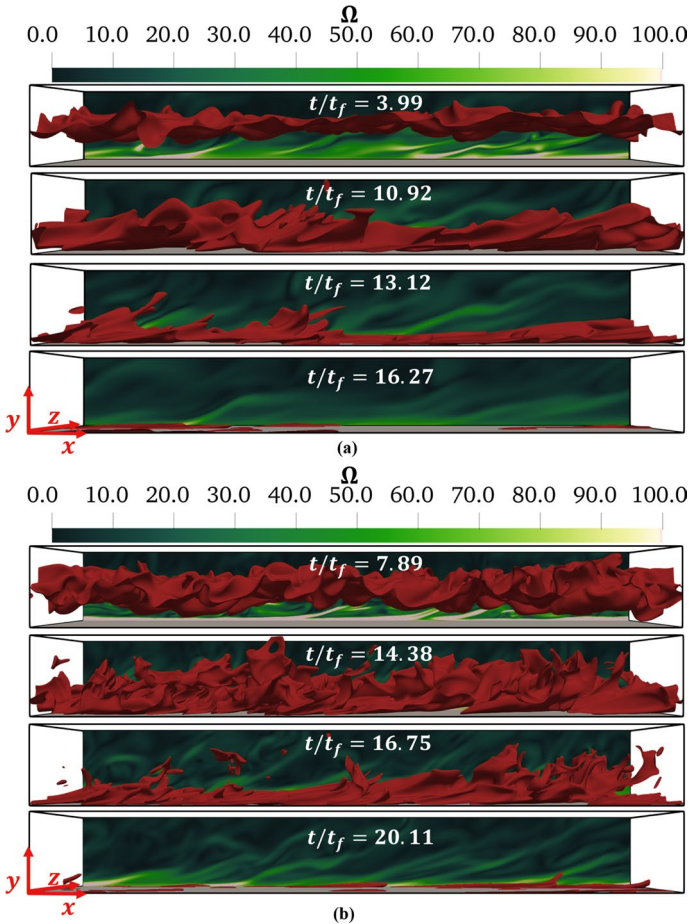 Ω
0.0 10.0 20.0 30.0 40.0 50.0 60.0 70.0 80.0 90.0 100.0
t/t_f = 3.99
t/t_f = 10.92
t/t_f = 13.12
t/t_f = 16.27
y z
x
(a)
Ω
0.0 10.0 20.0 30.0 40.0 50.0 60.0 70.0 80.0 90.0 100.0
t/t_f = 7.89
t/t_f = 14.38
t/t_f = 16.75
t/t_f = 20.11
y z
x
(b)